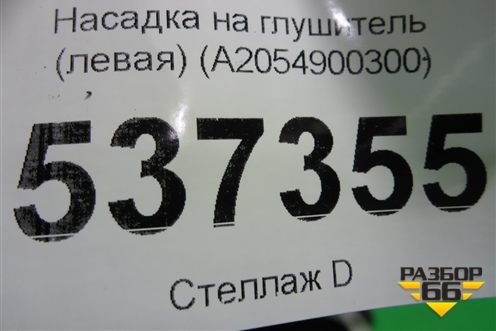 Насадка на глушитель
(левая) (A2054900300)
537355
Стеллаж D
РАЗБОР
66